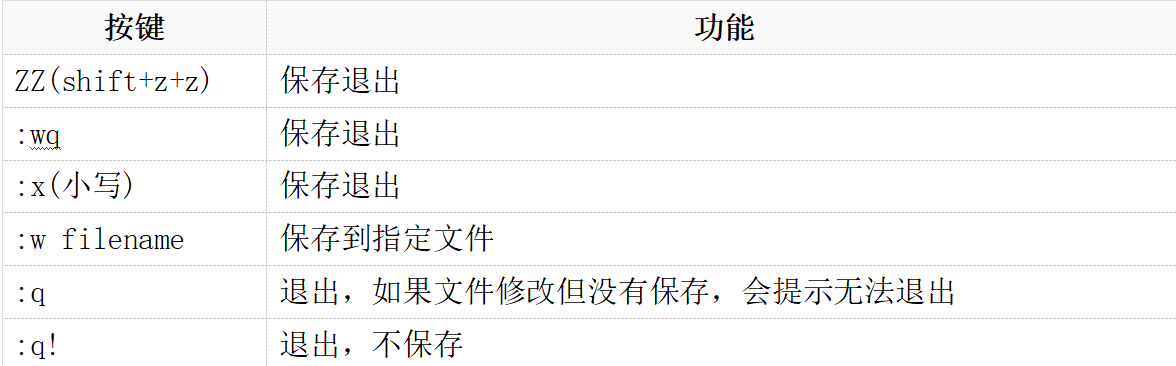 按键 功能
ZZ(shift+z+z) 保存退出
:wq 保存退出
:x(小写) 保存退出
:w filename 保存到指定文件
:q 退出，如果文件修改但没有保存，会提示无法退出
:q! 退出，不保存